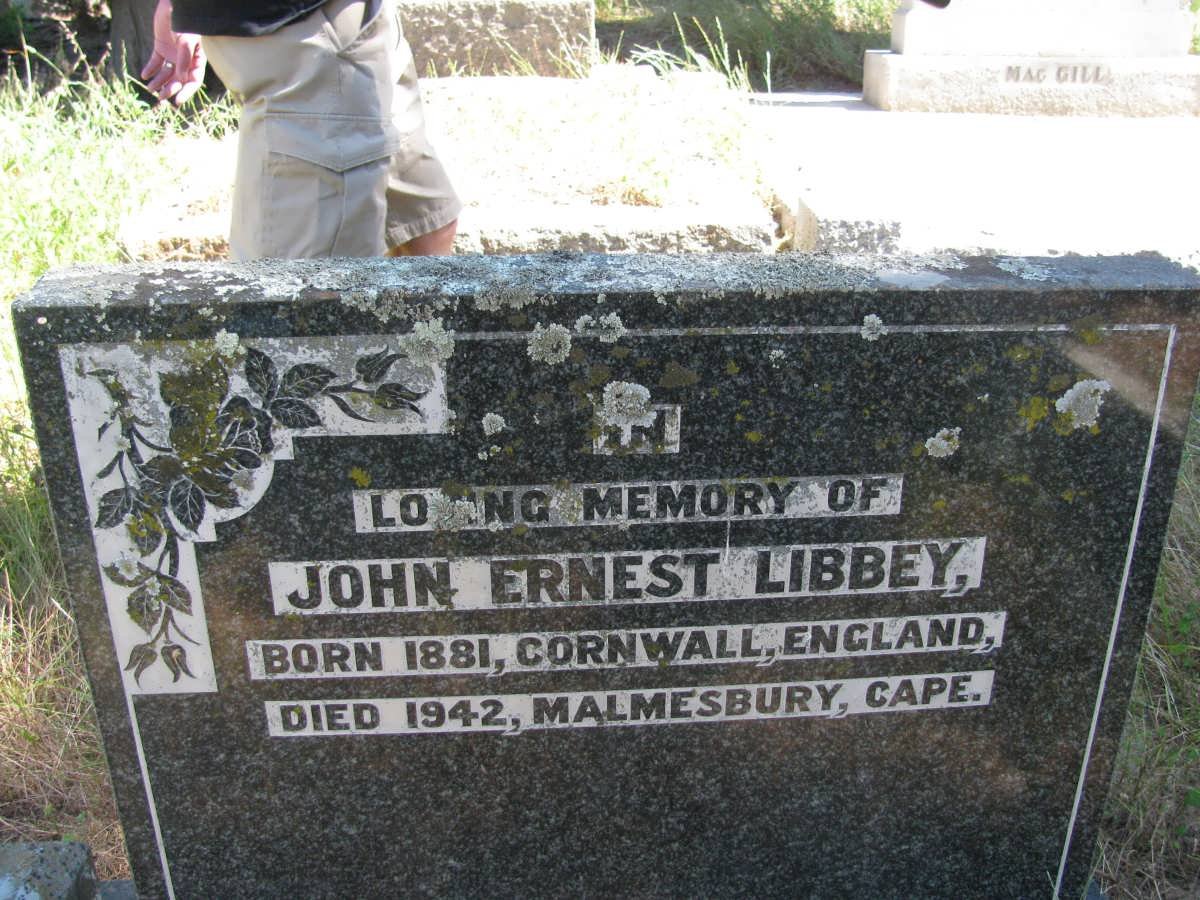 MAC GILL
IN
LOVING MEMORY OF
JOHN ERNEST LIBBEY,
BORN 1881, CORNWALL, ENGLAND,
DIED 1942, MALMESBURY, CAPE.